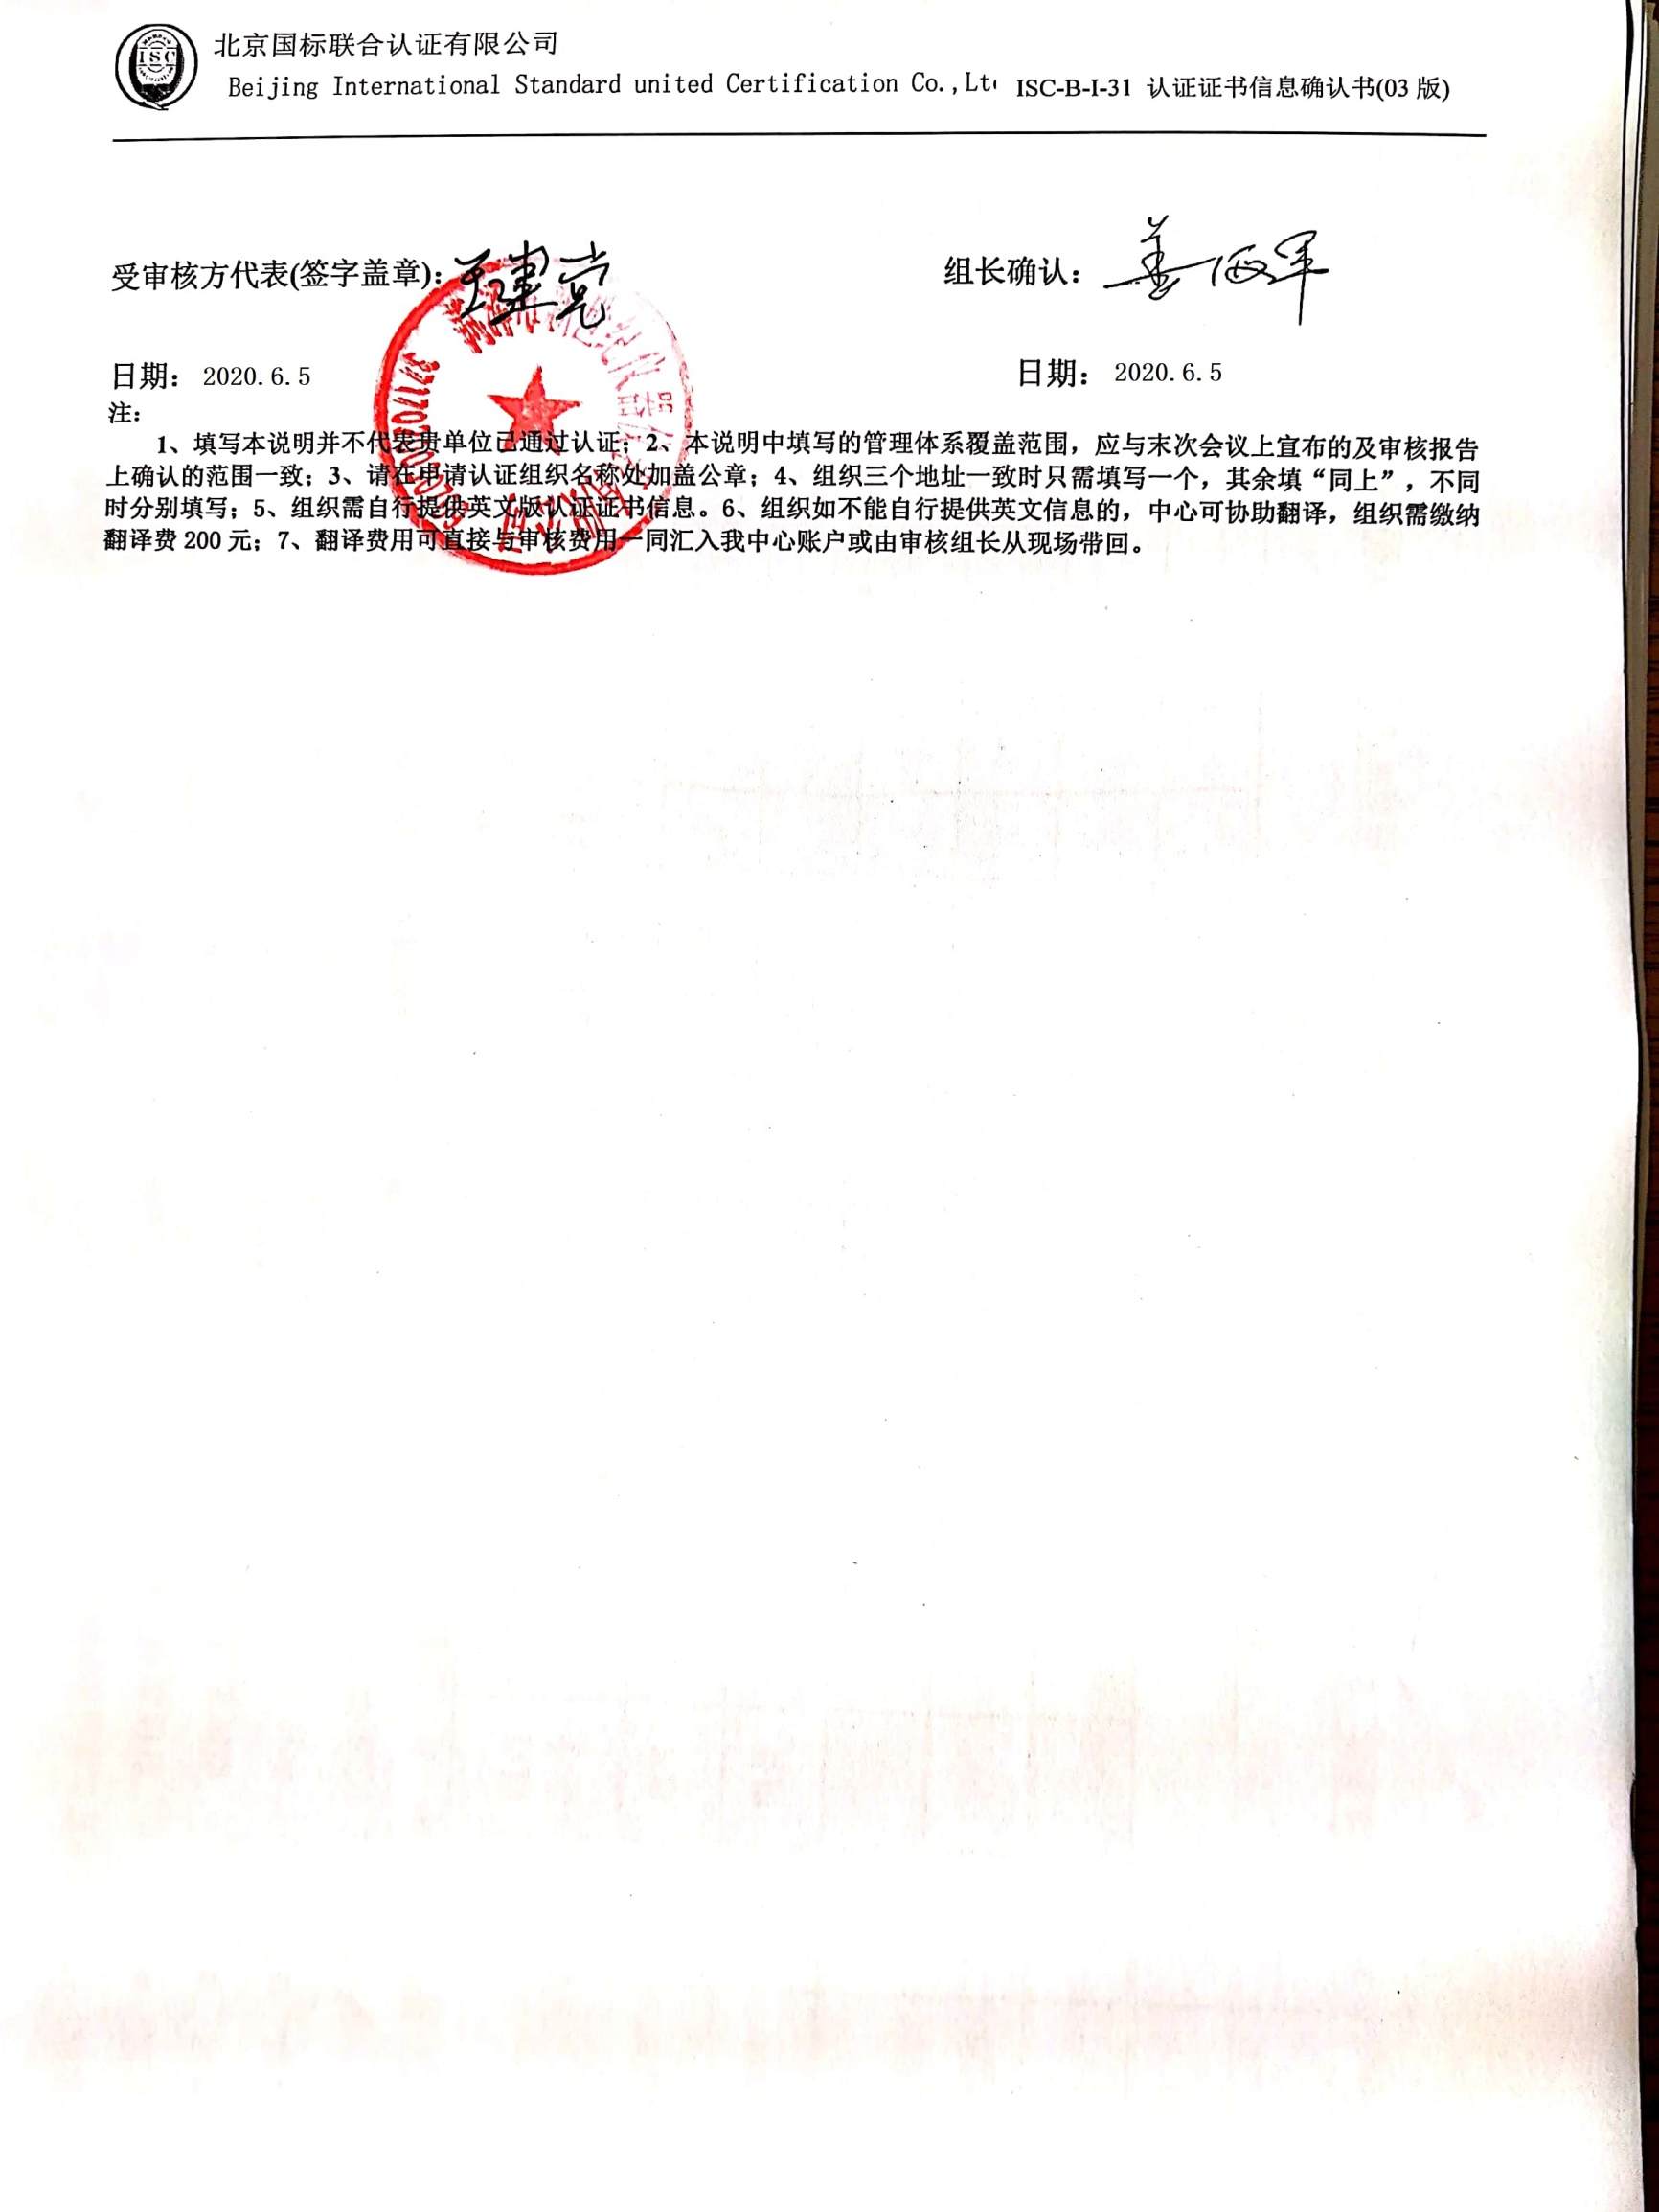 ISC
北京国标联合认证有限公司
Beijing International Standard united Certification Co.,Lt
ISC-B-I-31 认证证书信息确认书(03 版)
受审核方代表(签字盖章): 王建党
组长确认:
日期: 2020.6.5
日期: 2020.6.5
注:
1、填写本说明并不代表贵单位已通过认证; 2、本说明中填写的管理体系覆盖范围, 应与末次会议上宣布的及审核报告
上确认的范围一致; 3、请在申请认证组织名称处加盖公章; 4、组织三个地址一致时只需填写一个, 其余填“同上”, 不同
时分别填写; 5、组织需自行提供英文版认证证书信息。6、组织如不能自行提供英文信息的, 中心可协助翻译, 组织需缴纳
翻译费 200 元; 7、翻译费用可直接与审核费用一同汇入我中心账户或由审核组长从现场带回。